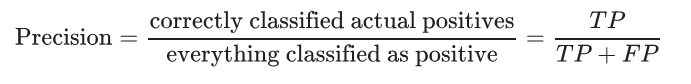 Precision = correctly classified actual positives / everything classified as positive = TP / TP + FP